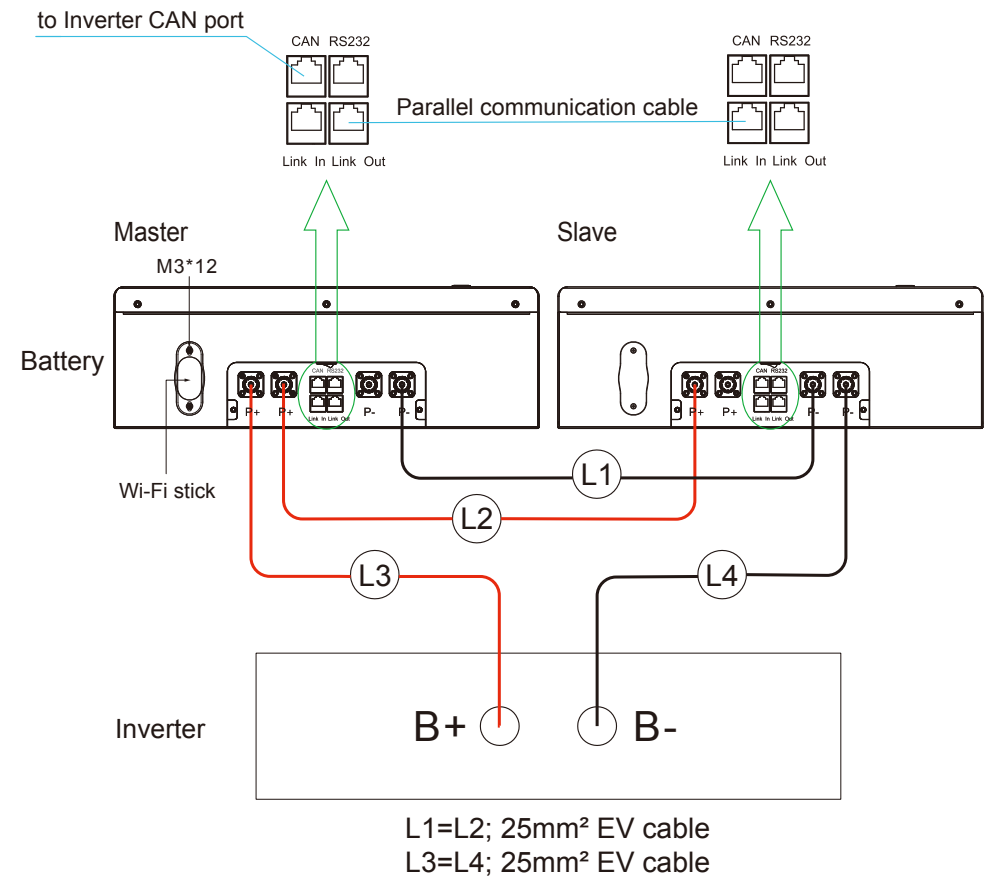 to Inverter CAN port
CAN RS232
CAN RS232
Parallel communication cable
Link In Link Out
Link In Link Out
Master
Slave
M3*12
Battery
CAN RS232
CAN RS232
P+ P+ P- P-
P+ P+ P- P-
Link In Link Out
Link In Link Out
L1
Wi-Fi stick
L2
L3
L4
Inverter
B+
B-
L1=L2; 25mm² EV cable
L3=L4; 25mm² EV cable